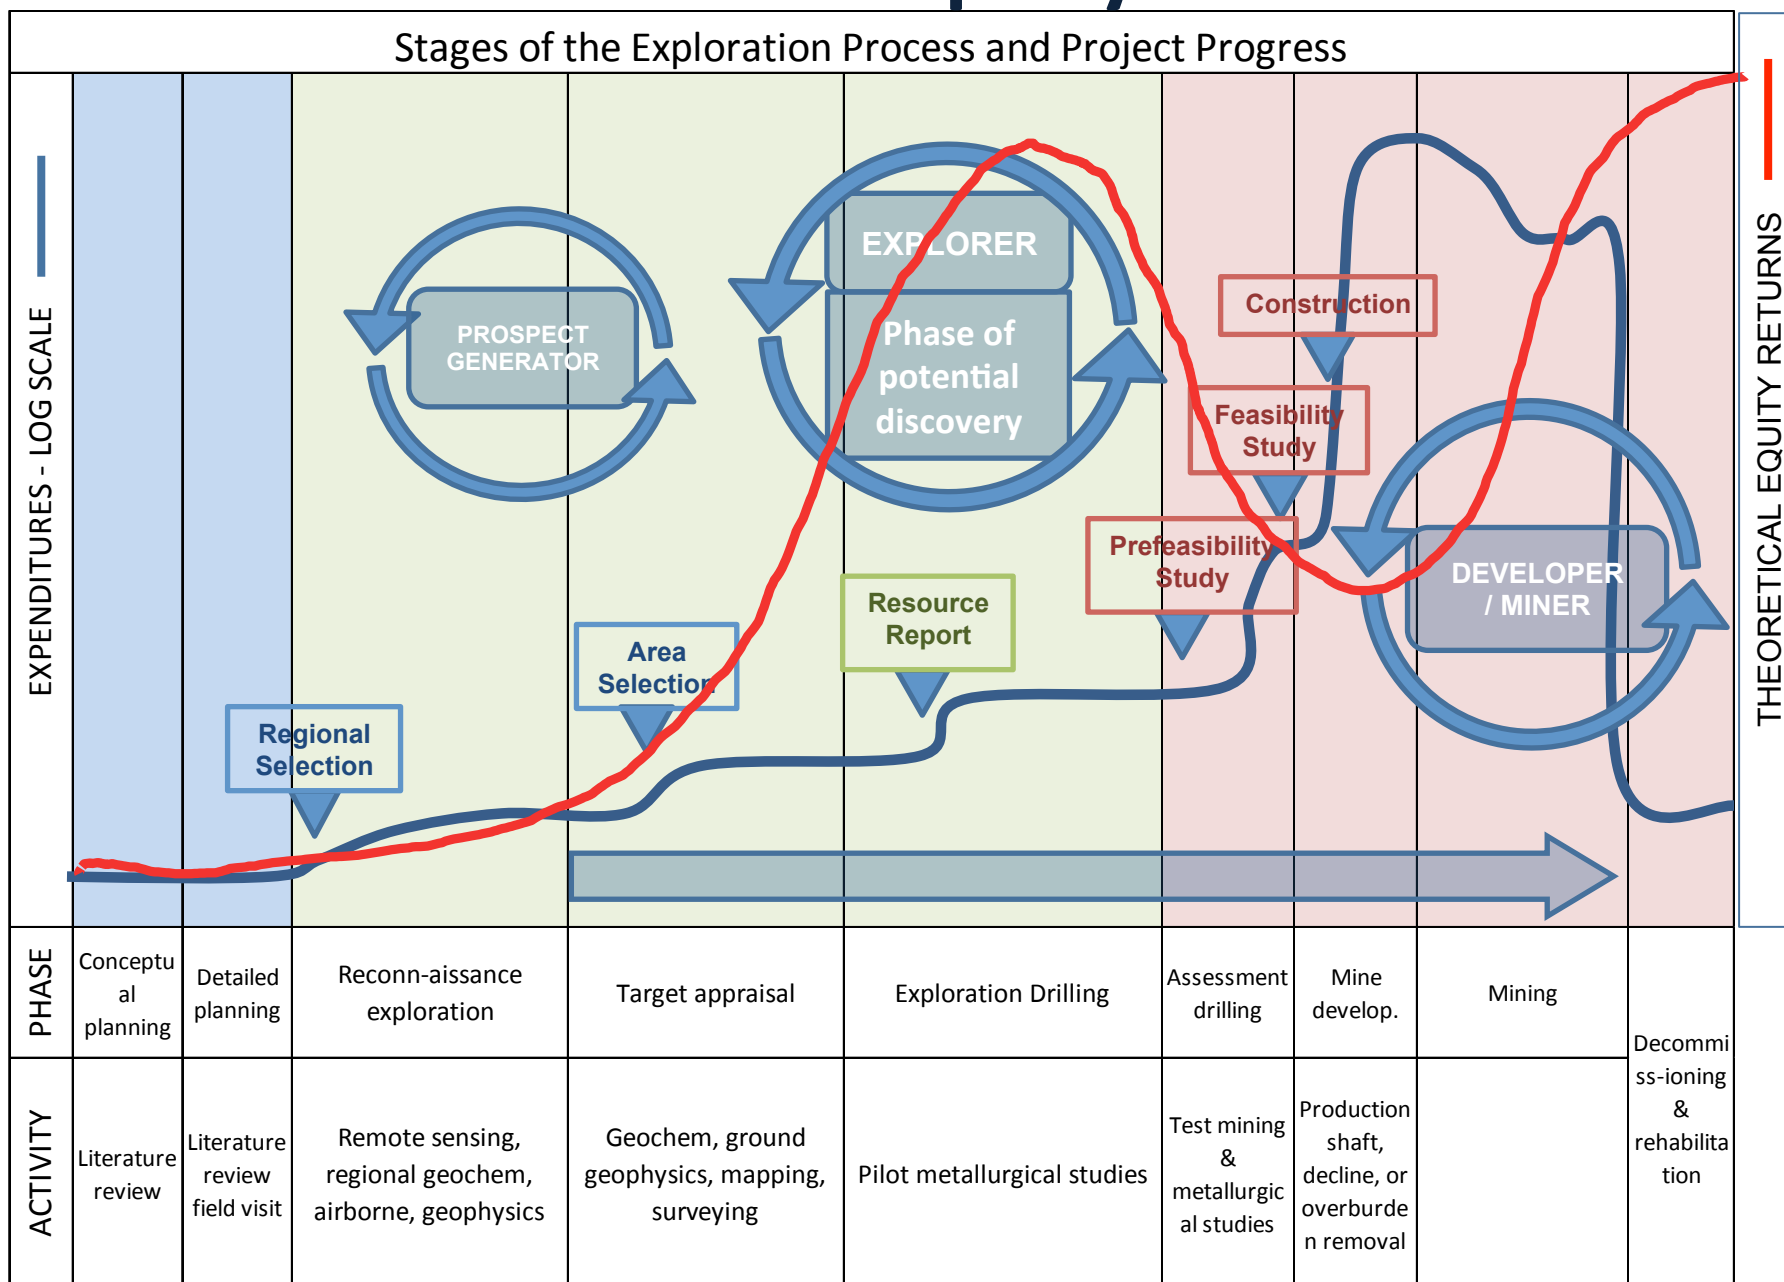 Stages of the Exploration Process and Project Progress
EXPENDITURES - LOG SCALE
THEORETICAL EQUITY RETURNS
PROSPECT
GENERATOR
EXPLORER
Phase of
potential
discovery
Construction
Feasibility
Study
Prefeasibility
Study
DEVELOPER
/ MINER
Resource
Report
Area
Selection
Regional
Selection
PHASE
Conceptu
al
planning
Detailed
planning
Reconn-aissance
exploration
Target appraisal
Exploration Drilling
Assessment
drilling
Mine
develop.
Mining
Decommi
ss-ioning
&
rehabilita
tion
ACTIVITY
Literature
review
Literature
review
field visit
Remote sensing,
regional geochem,
airborne, geophysics
Geochem, ground
geophysics, mapping,
surveying
Pilot metallurgical studies
Test mining
&
metallurgic
al studies
Production
shaft,
decline, or
overburde
n removal